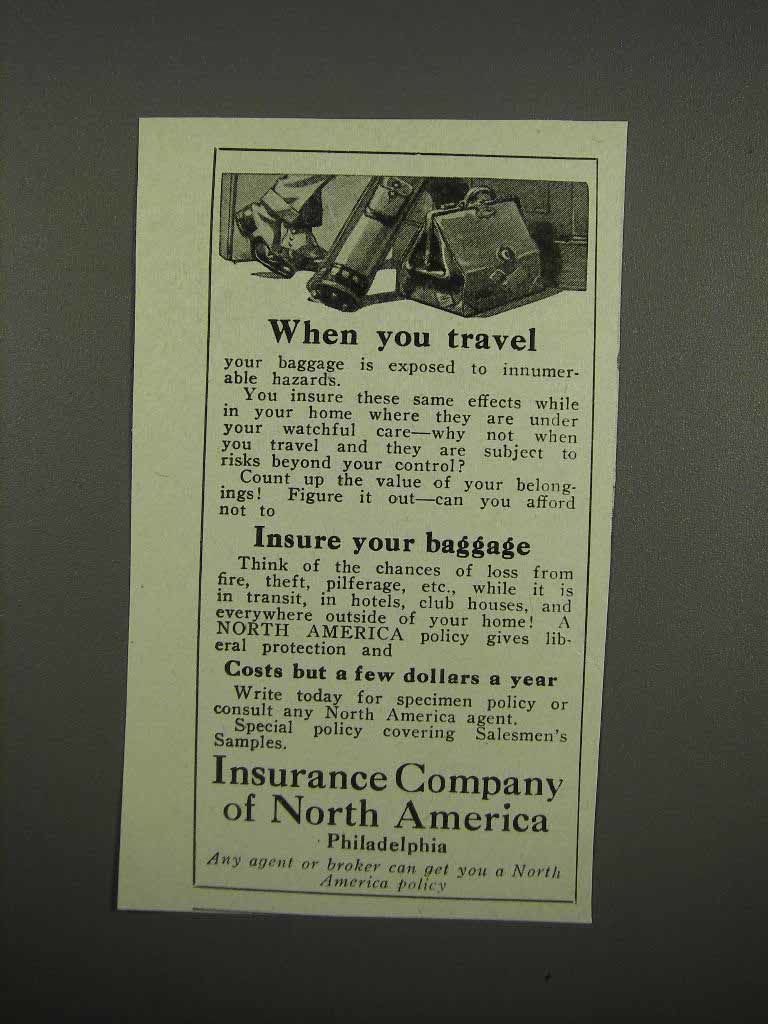 When you travel
your baggage is exposed to innumer-
able hazards.
You insure these same effects while
in your home where they are under
your watchful care—why not when
you travel and they are subject to
risks beyond your control?
Count up the value of your belong-
ings! Figure it out—can you afford
not to
Insure your baggage
Think of the chances of loss from
fire, theft, pilferage, etc., while it is
in transit, in hotels, club houses, and
everywhere outside of your home! A
NORTH AMERICA policy gives lib-
eral protection and
Costs but a few dollars a year
Write today for specimen policy or
consult any North America agent.
Special policy covering Salesmen's
Samples.
Insurance Company
of North America
Philadelphia
Any agent or broker can get you a North
America policy